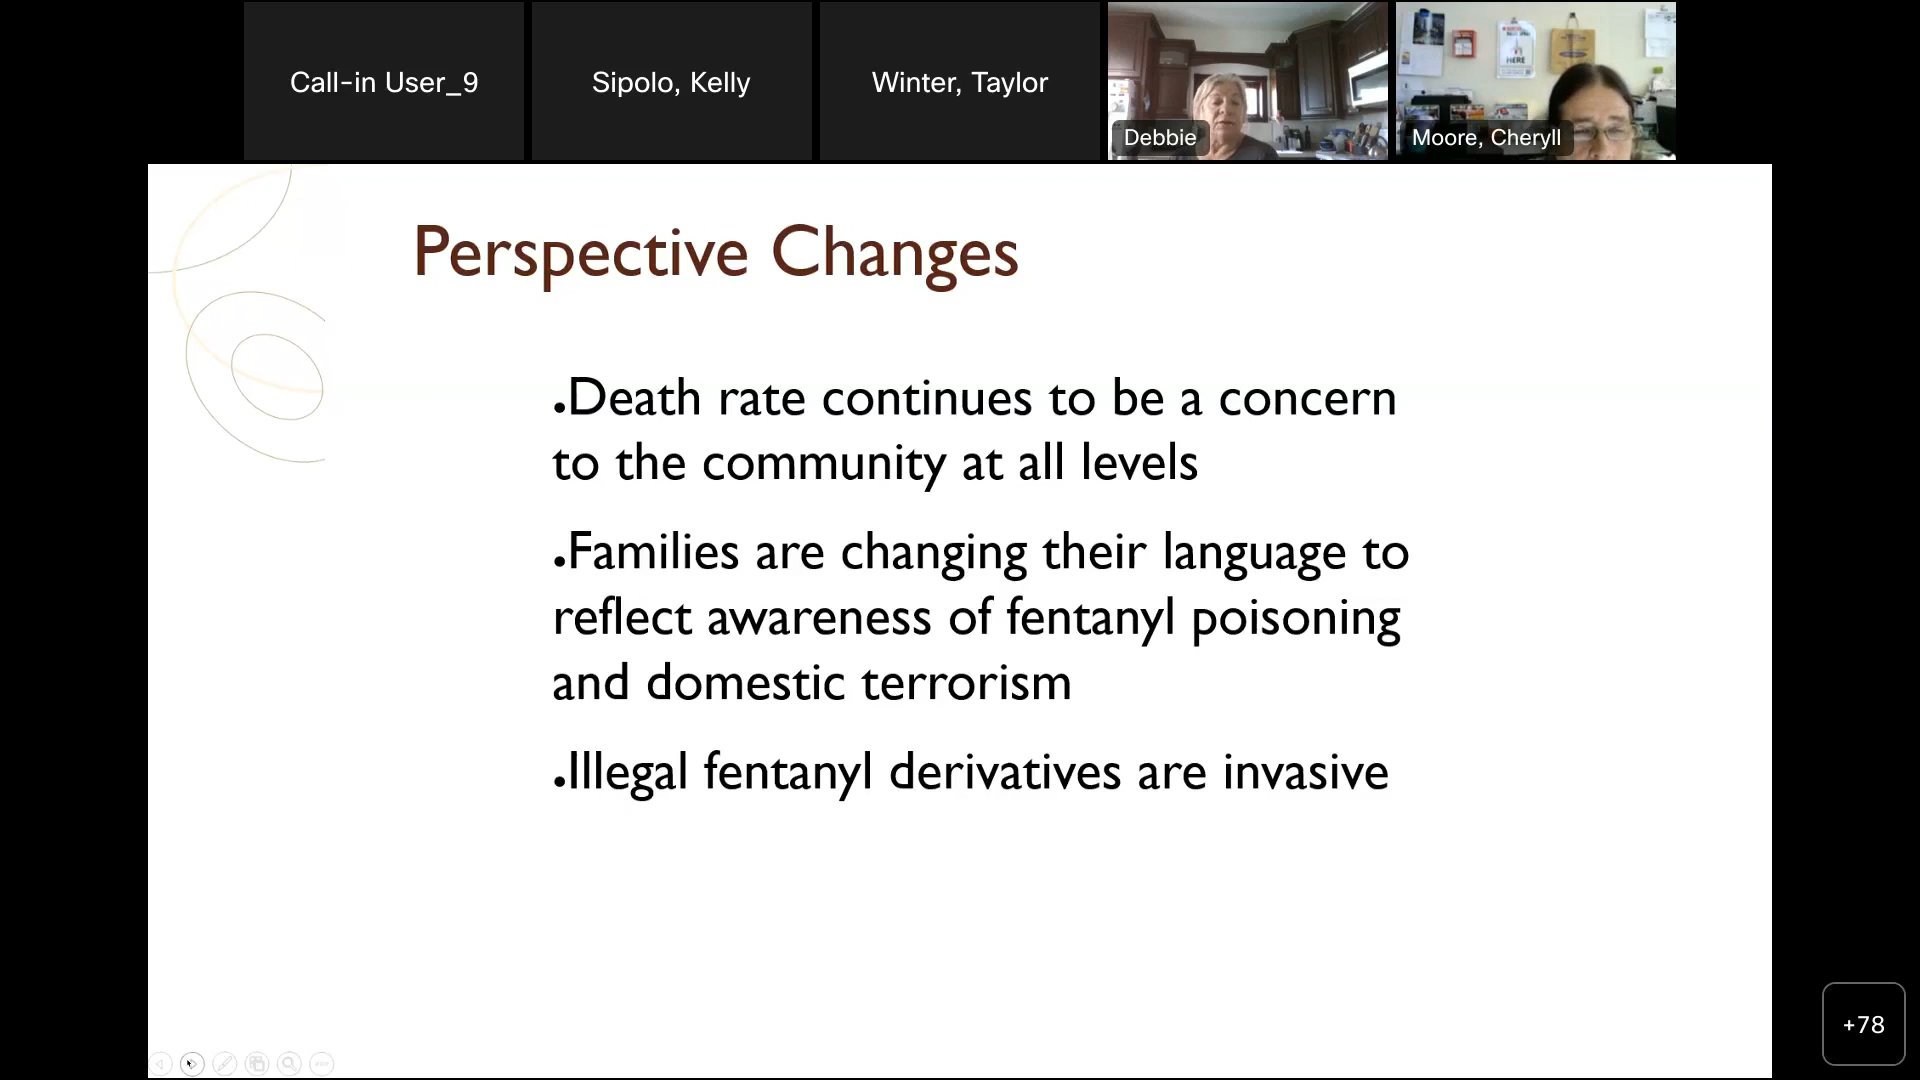 Call-in User_9
Sipolo, Kelly
Winter, Taylor
Debbie
Moore, Cheryll
HERE
Perspective Changes
•Death rate continues to be a concern
to the community at all levels
•Families are changing their language to
reflect awareness of fentanyl poisoning
and domestic terrorism
•Illegal fentanyl derivatives are invasive
+78